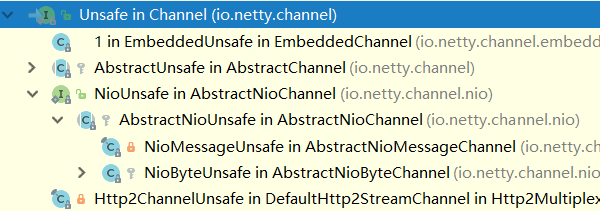 Unsafe in Channel (io.netty.channel)
1 in EmbeddedUnsafe in EmbeddedChannel (io.netty.channel.embedd
AbstractUnsafe in AbstractChannel (io.netty.channel)
NioUnsafe in AbstractNioChannel (io.netty.channel.nio)
AbstractNioUnsafe in AbstractNioChannel (io.netty.channel.nio)
NioMessageUnsafe in AbstractNioMessageChannel (io.netty.ch
NioByteUnsafe in AbstractNioByteChannel (io.netty.channel.nio
Http2ChannelUnsafe in DefaultHttp2StreamChannel in Http2Multiplex